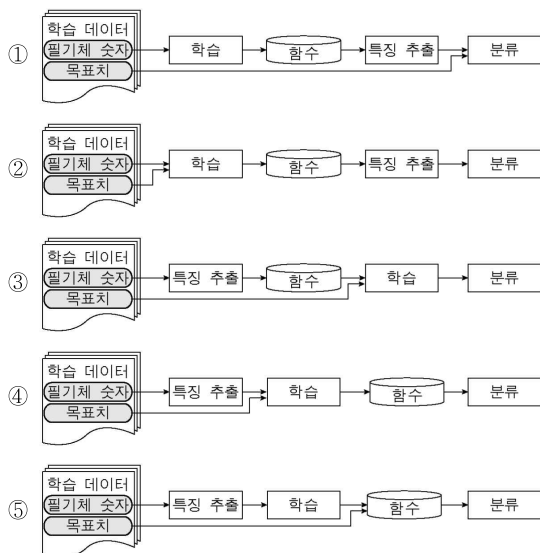 학습 데이터
① 필기체 숫자 학습 함수 특징 추출 분류
목표치
학습 데이터
② 필기체 숫자 학습 함수 특징 추출 분류
목표치
학습 데이터
③ 필기체 숫자 특징 추출 함수 학습 분류
목표치
학습 데이터
④ 필기체 숫자 특징 추출 학습 함수 분류
목표치
학습 데이터
⑤ 필기체 숫자 특징 추출 학습 함수 분류
목표치